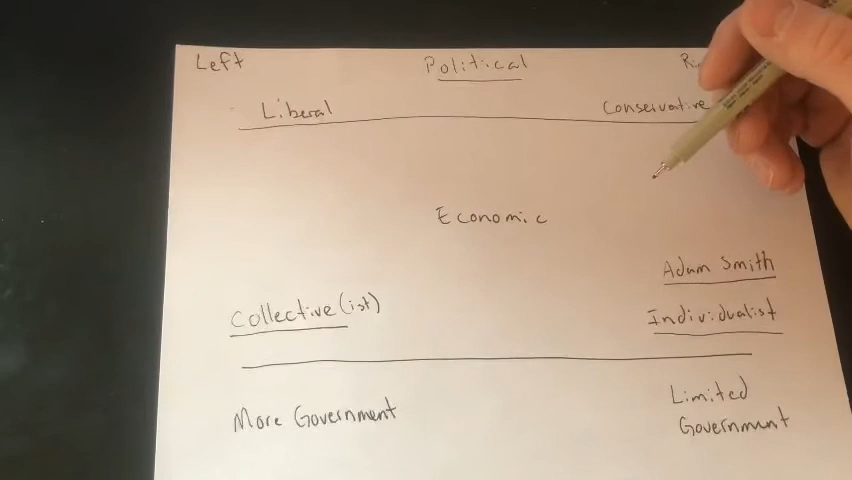 Left Political
Liberal Conservative
Economic
Adam Smith
Collective(ist) Individualist
More Government Limited
Government